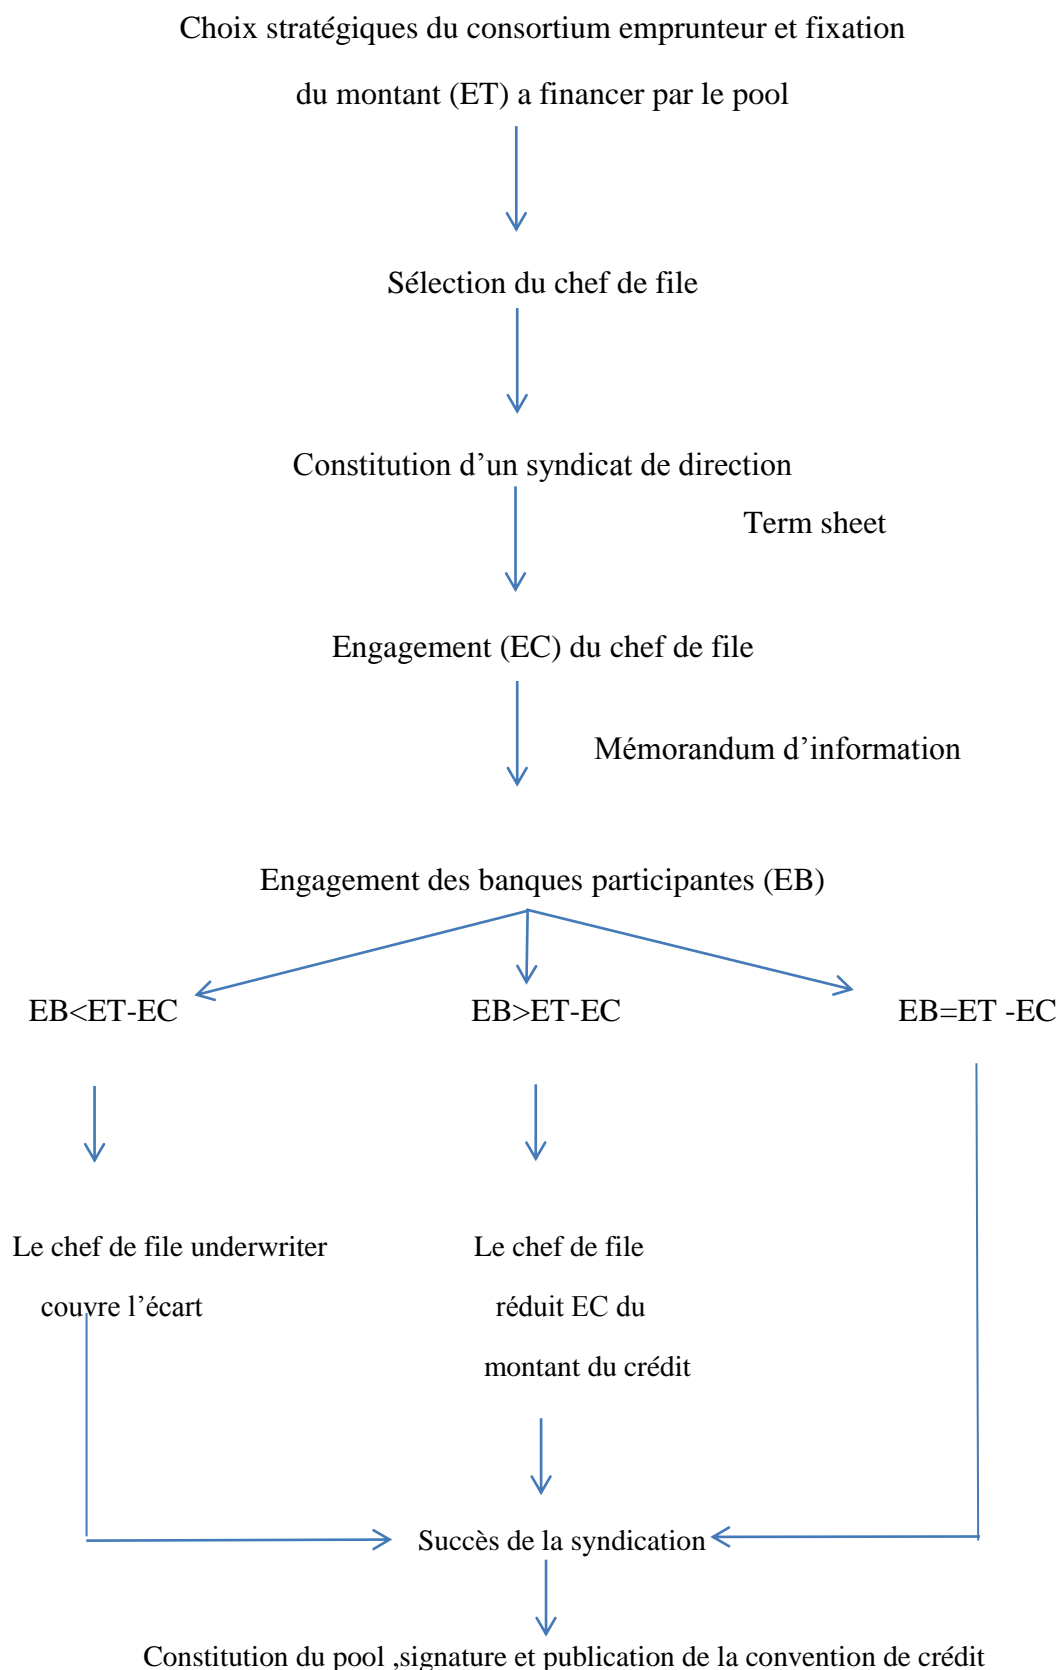 Choix stratégiques du consortium emprunteur et fixation
du montant (ET) a financer par le pool
Sélection du chef de file
Constitution d’un syndicat de direction
Term sheet
Engagement (EC) du chef de file
Mémorandum d’information
Engagement des banques participantes (EB)
EB<ET-EC
EB>ET-EC
EB=ET -EC
Le chef de file underwriter
couvre l’écart
Le chef de file
réduit EC du
montant du crédit
Succès de la syndication
Constitution du pool ,signature et publication de la convention de crédit